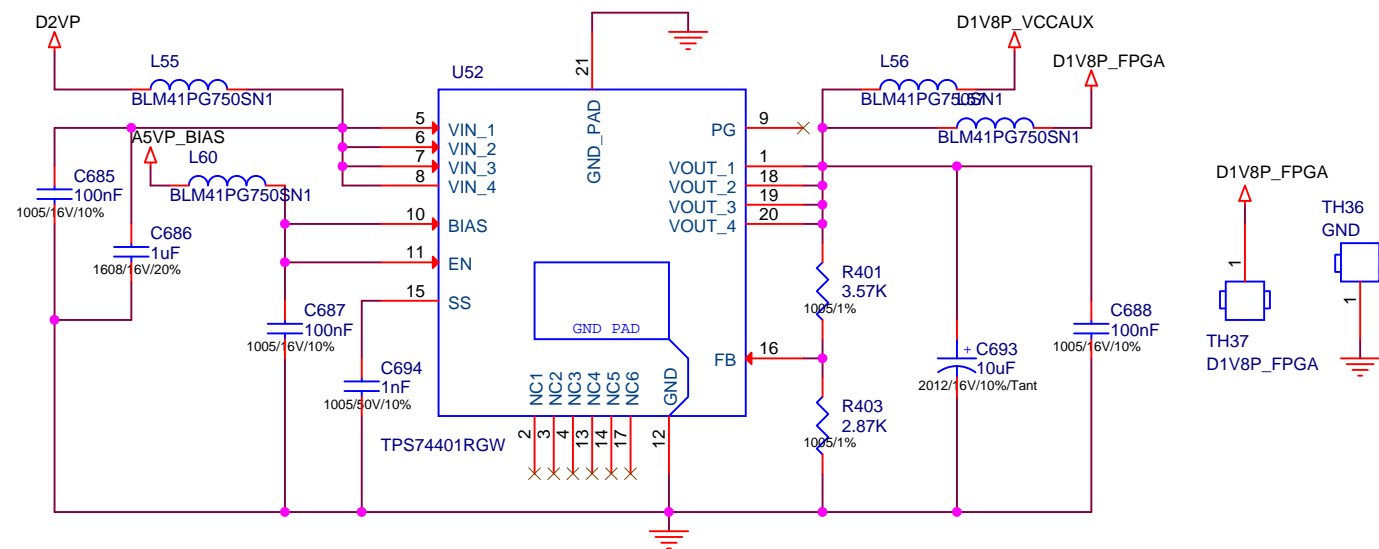 D2VP
L55
BLM41PG750SN1
A5VP_BIAS
L60
BLM41PG750SN1
C685
100nF
1005/16V/10%
C686
1uF
1608/16V/20%
C687
100nF
1005/16V/10%
C694
1nF
1005/50V/10%
U52
21
GND_PAD
5
VIN_1
6
VIN_2
7
VIN_3
8
VIN_4
10
BIAS
11
EN
15
SS
GND PAD
9
PG
1
VOUT_1
18
VOUT_2
19
VOUT_3
20
VOUT_4
16
FB
NC1
NC2
NC3
NC4
NC5
NC6
GND
2
3
4
13
14
17
12
TPS74401RGW
D1V8P_VCCAUX
L56
BLM41PG750SN1
D1V8P_FPGA
L57
BLM41PG750SN1
R401
3.57K
1005/1%
R403
2.87K
1005/1%
C693
+
10uF
2012/16V/10%/Tant
C688
100nF
1005/16V/10%
D1V8P_FPGA
1
TH37
D1V8P_FPGA
TH36
GND
1